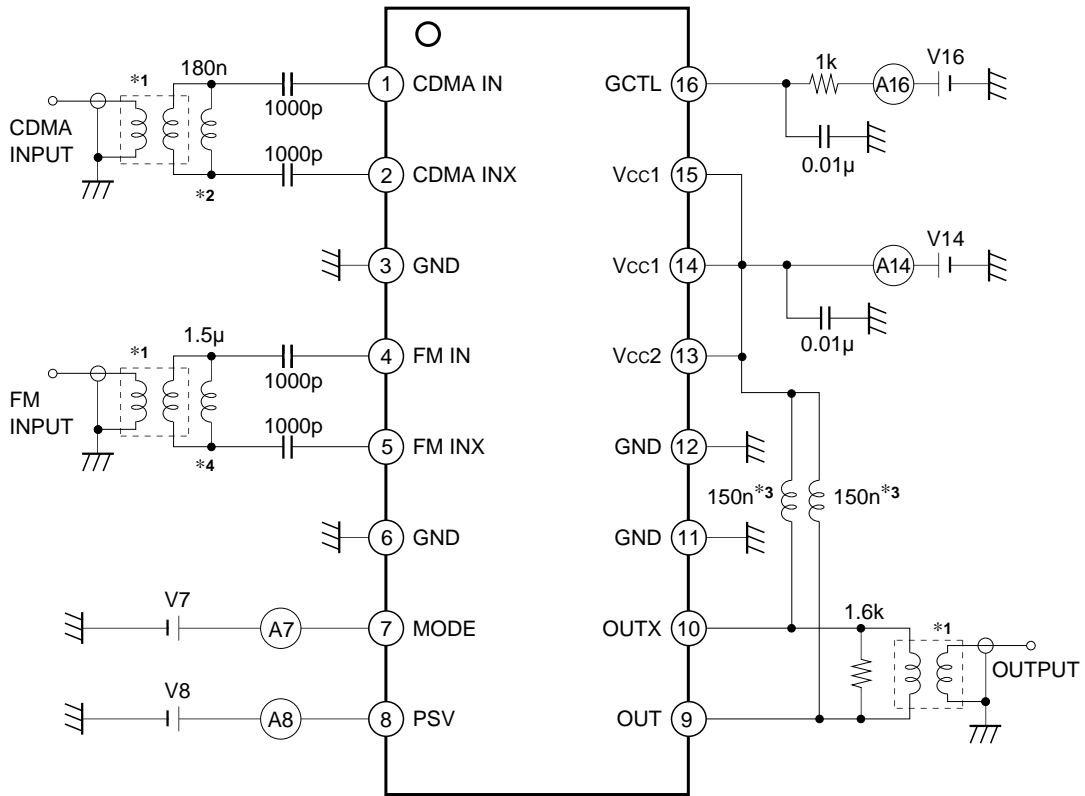 *1
180n
1000p
1
CDMA IN
CDMA
INPUT
1000p
2
CDMA INX
*2
3
GND
*1
1.5μ
1000p
4
FM IN
FM
INPUT
1000p
5
FM INX
*4
6
GND
V7
A7
7
MODE
V8
A8
8
PSV
GCTL
16
1k
A16
V16
0.01μ
VCC1
15
VCC1
14
A14
V14
0.01μ
VCC2
13
GND
12
150n*3
150n*3
GND
11
OUTX
10
1.6k
*1
OUTPUT
OUT
9